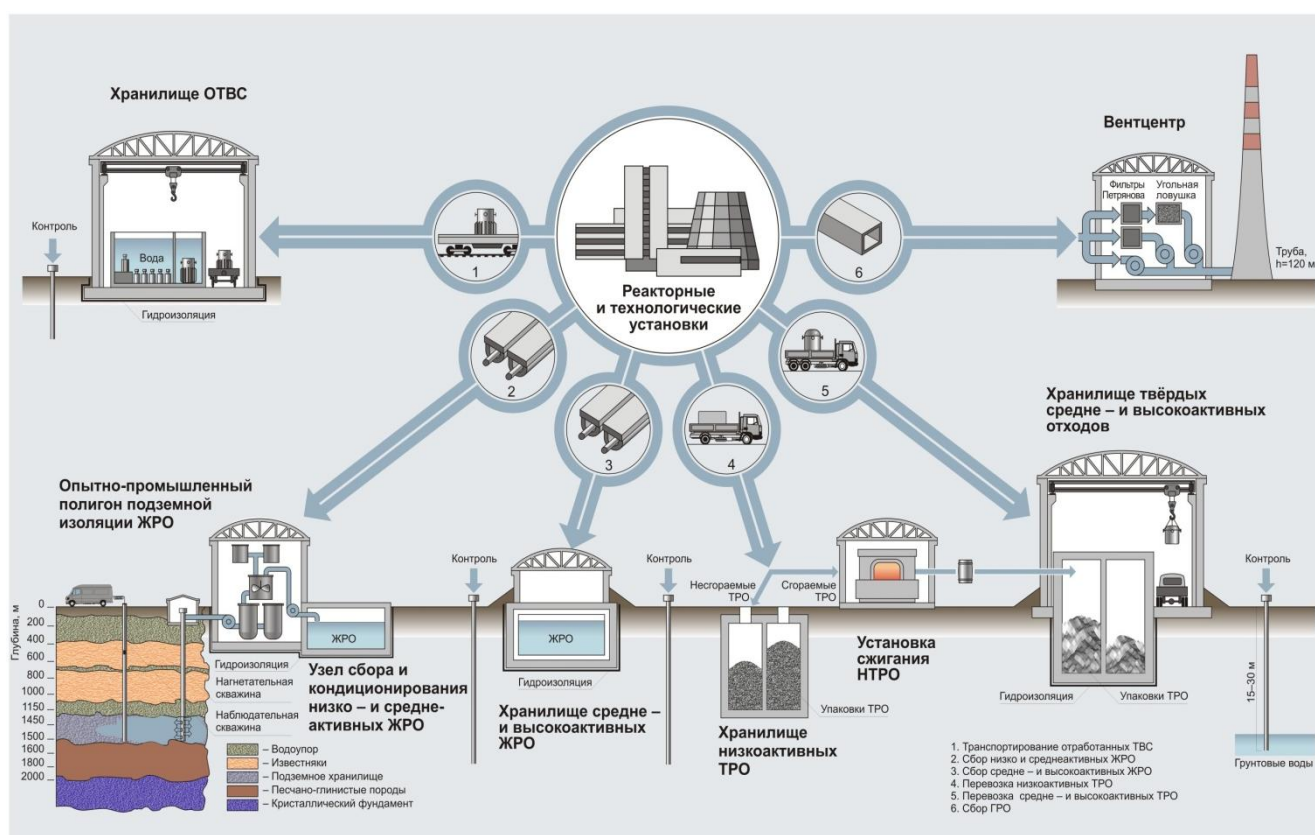 Хранилище ОТВС
Контроль
Вода
Гидроизоляция
1
Реакторные
и технологические
установки
6
Вентцентр
Фильтры
Петрянова
Угольная
ловушка
Труба,
h=120 м
2
3
4
5
Хранилище твёрдых
средне – и высокоактивных
отходов
Опытно-промышленный
полигон подземной
изоляции ЖРО
Глубина, м
0
200
400
600
800
1000
1150
1450
1500
1600
1800
2000
ЖРО
Гидроизоляция
Нагнетательная
скважина
Наблюдательная
скважина
Узел сбора и
кондиционирования
низко – и средне-
активных ЖРО
– Водоупор
– Известняки
– Подземное хранилище
– Песчано-глинистые породы
– Кристаллический фундамент
Контроль
ЖРО
Гидроизоляция
Хранилище средне –
и высокоактивных
ЖРО
Контроль
Несгораемые
ТРО
Сгораемые
ТРО
Упаковки ТРО
Хранилище
низкоактивных
ТРО
Установка
сжигания
НТРО
Гидроизоляция
Упаковки ТРО
Контроль
15–30 м
Грунтовые воды
1. Транспортирование отработанных ТВС
2. Сбор низко и среднеактивных ЖРО
3. Сбор средне – и высокоактивных ЖРО
4. Перевозка низкоактивных ТРО
5. Перевозка средне – и высокоактивных ТРО
6. Сбор ГРО